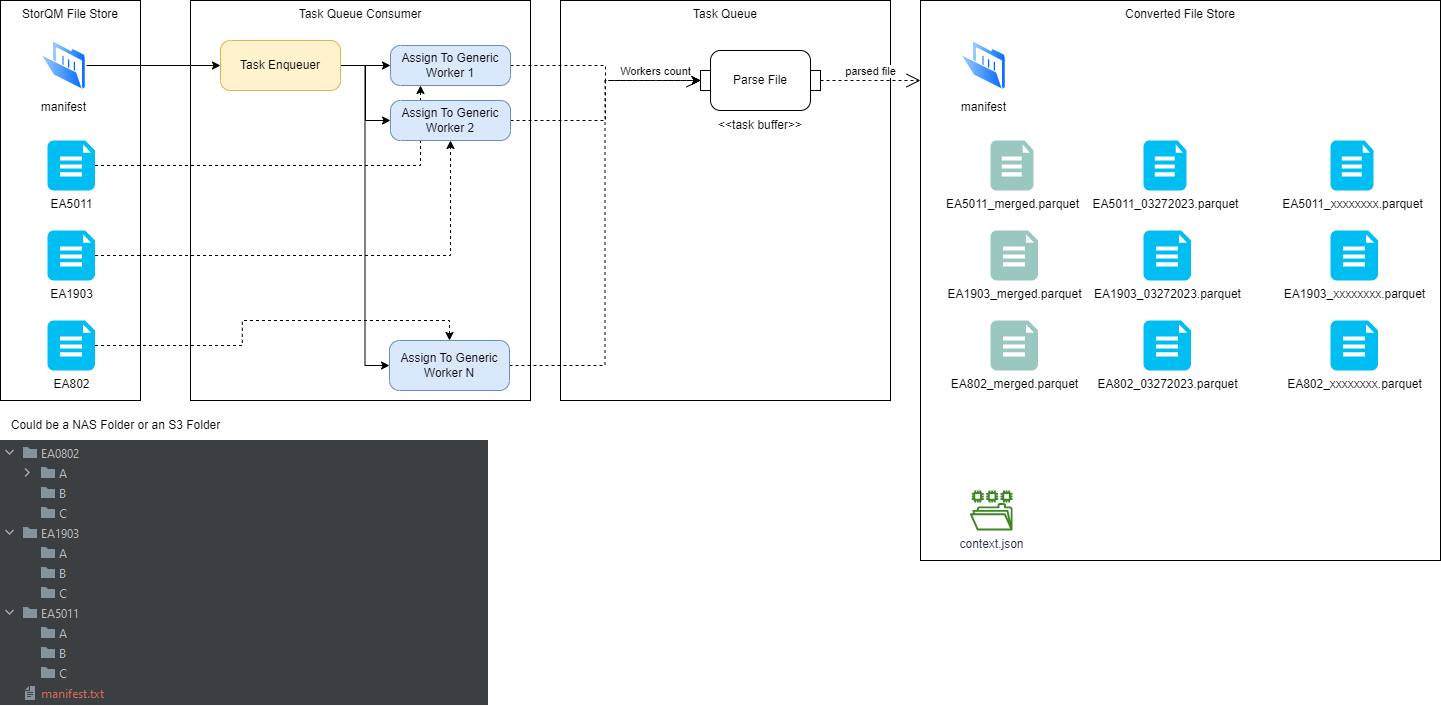 StorQM File Store
manifest
EA5011
EA1903
EA802
Task Queue Consumer
Task Enqueuer
Assign To Generic
Worker 1
Assign To Generic
Worker 2
Assign To Generic
Worker N
Task Queue
Workers count
Parse File
<<task buffer>>
parsed file
Converted File Store
manifest
EA5011_merged.parquet
EA5011_03272023.parquet
EA5011_xxxxxxxx.parquet
EA1903_merged.parquet
EA1903_03272023.parquet
EA1903_xxxxxxxx.parquet
EA802_merged.parquet
EA802_03272023.parquet
EA802_xxxxxxxx.parquet
context.json
Could be a NAS Folder or an S3 Folder
EA0802
A
B
C
EA1903
A
B
C
EA5011
A
B
C
manifest.txt